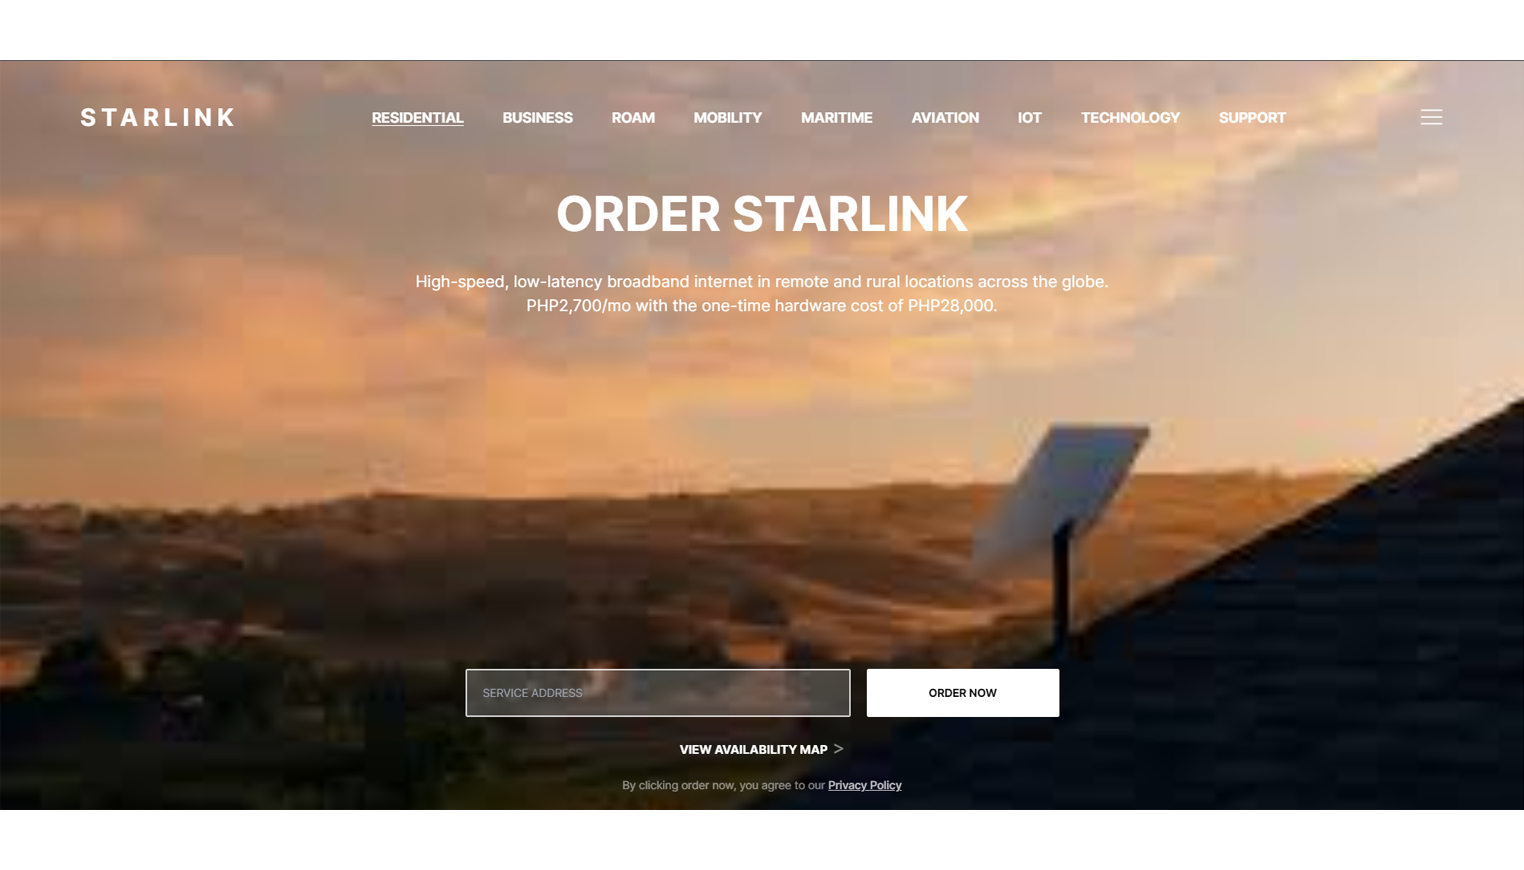 STARLINK
RESIDENTIAL BUSINESS ROAM MOBILITY MARITIME AVIATION IOT TECHNOLOGY SUPPORT
ORDER STARLINK
High-speed, low-latency broadband internet in remote and rural locations across the globe.
PHP2,700/mo with the one-time hardware cost of PHP28,000.
SERVICE ADDRESS ORDER NOW
VIEW AVAILABILITY MAP >
By clicking order now, you agree to our Privacy Policy